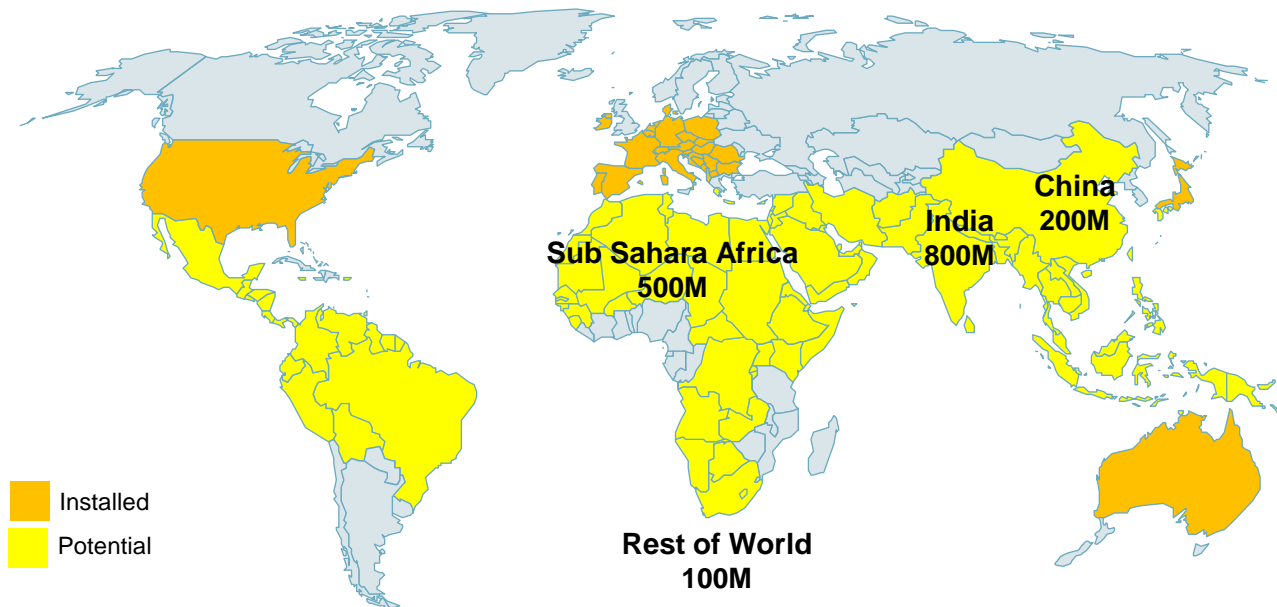 China
200M
India
800M
Sub Sahara Africa
500M
Installed
Potential
Rest of World
100M